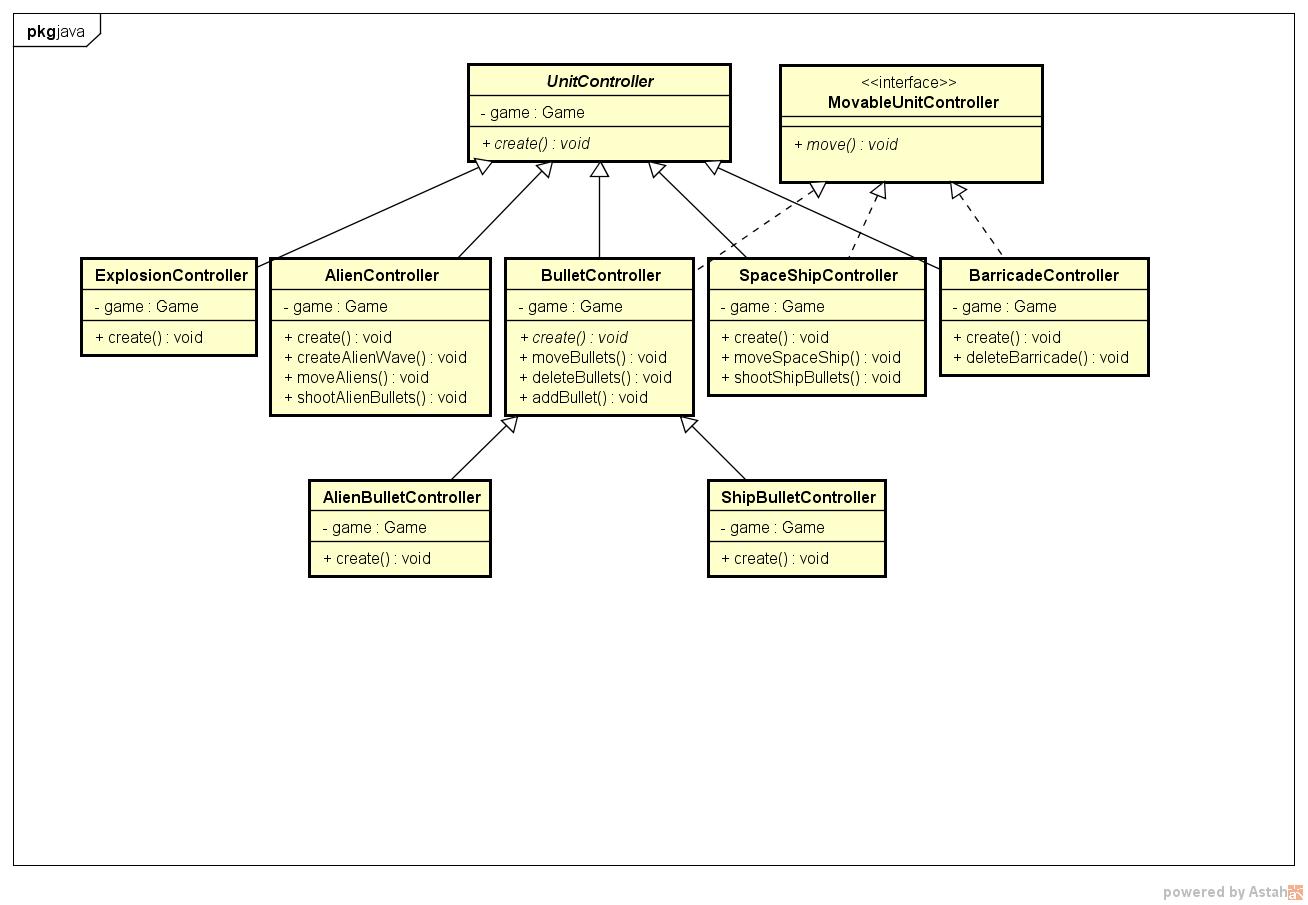 pkg java
UnitController
- game : Game
+ create() : void
<<interface>>
MovableUnitController
+ move() : void
ExplosionController
- game : Game
+ create() : void
AlienController
- game : Game
+ create() : void
+ createAlienWave() : void
+ moveAliens() : void
+ shootAlienBullets() : void
BulletController
- game : Game
+ create() : void
+ moveBullets() : void
+ deleteBullets() : void
+ addBullet() : void
SpaceShipController
- game : Game
+ create() : void
+ moveSpaceShip() : void
+ shootShipBullets() : void
BarricadeController
- game : Game
+ create() : void
+ deleteBarricade() : void
AlienBulletController
- game : Game
+ create() : void
ShipBulletController
- game : Game
+ create() : void
powered by Astah